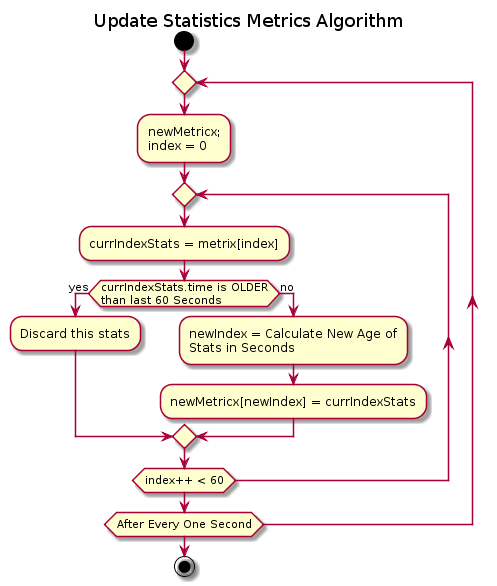 Update Statistics Metrics Algorithm
newMetricx;
index = 0
currIndexStats = metrix[index]
yes
currIndexStats.time is OLDER
than last 60 Seconds
no
Discard this stats
newIndex = Calculate New Age of
Stats in Seconds
newMetricx[newIndex] = currIndexStats
index++ < 60
After Every One Second